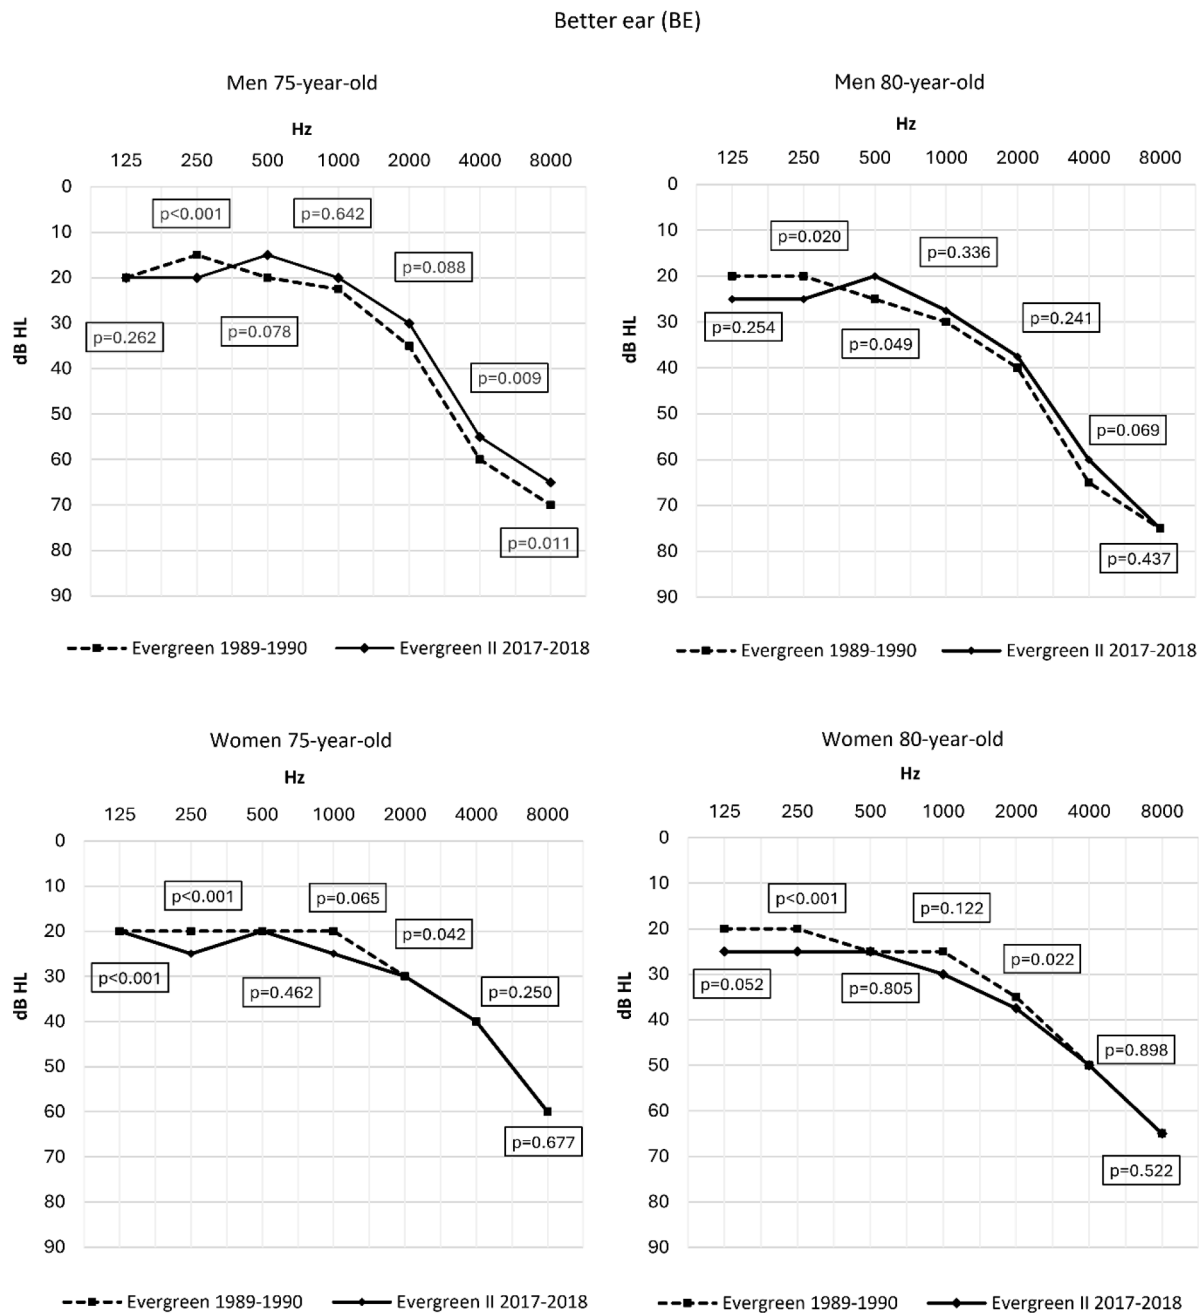 Better ear (BE)
Men 75-year-old
Hz
125 250 500 1000 2000 4000 8000
0
10
20
30
40
50
60
70
80
90
dB HL
p<0.001
p=0.642
p=0.088
p=0.262
p=0.078
p=0.009
p=0.011
Evergreen 1989-1990 Evergreen II 2017-2018
Men 80-year-old
Hz
125 250 500 1000 2000 4000 8000
0
10
20
30
40
50
60
70
80
90
dB HL
p=0.020
p=0.336
p=0.254
p=0.049
p=0.241
p=0.069
p=0.437
Evergreen 1989-1990 Evergreen II 2017-2018
Women 75-year-old
Hz
125 250 500 1000 2000 4000 8000
0
10
20
30
40
50
60
70
80
90
dB HL
p<0.001
p=0.065
p=0.042
p<0.001
p=0.462
p=0.250
p=0.677
Evergreen 1989-1990 Evergreen II 2017-2018
Women 80-year-old
Hz
125 250 500 1000 2000 4000 8000
0
10
20
30
40
50
60
70
80
90
dB HL
p<0.001
p=0.122
p=0.022
p=0.052
p=0.805
p=0.898
p=0.522
Evergreen 1989-1990 Evergreen II 2017-2018